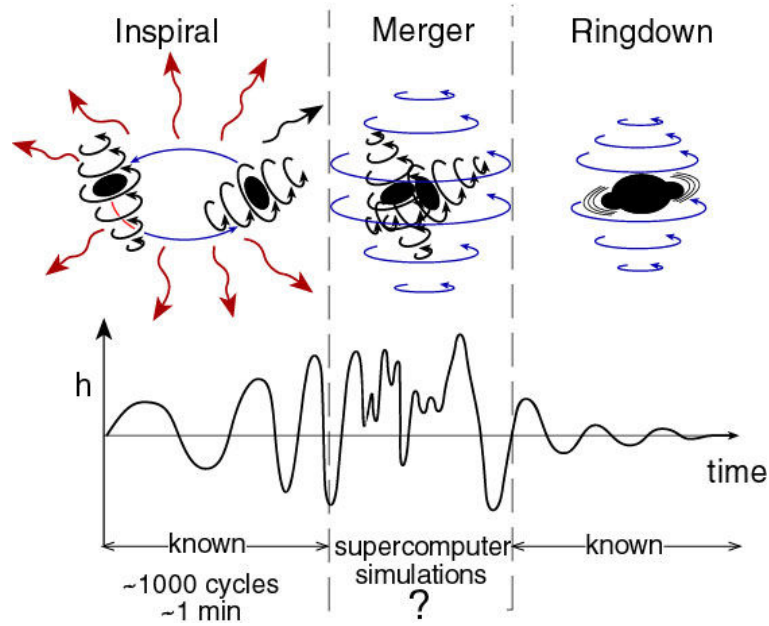 Inspiral
Merger
Ringdown
h
time
known
supercomputer
simulations
?
known
~1000 cycles
~1 min